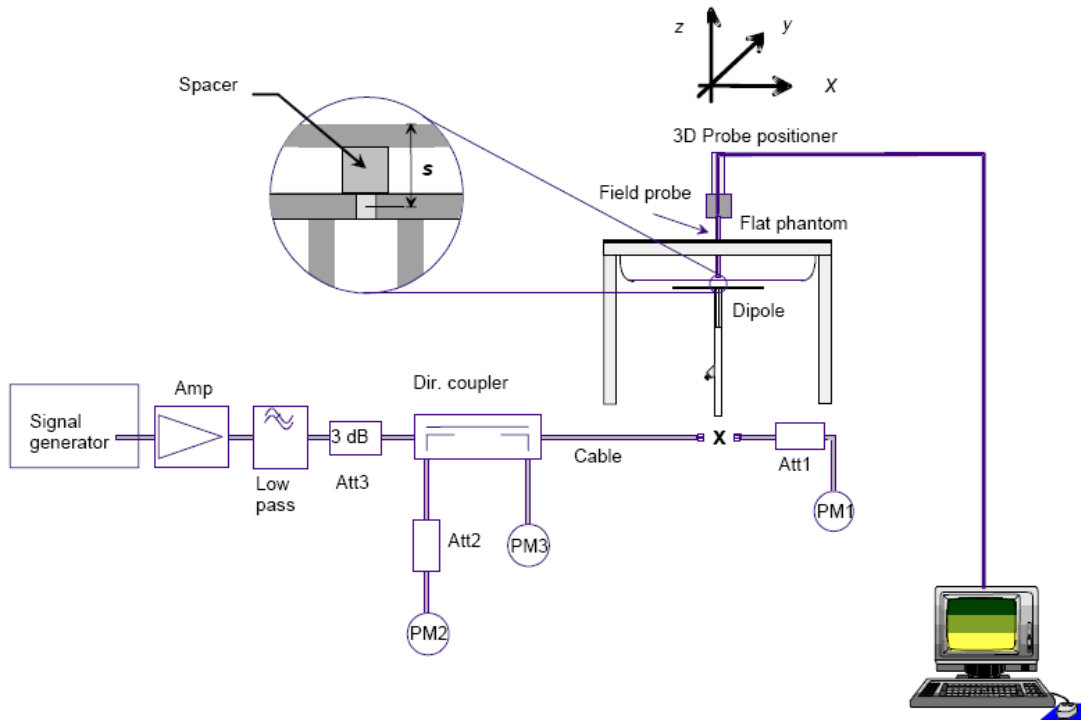 z
y
X
Spacer
s
3D Probe positioner
Field probe
Flat phantom
Dipole
Dir. coupler
Amp
Signal
generator
3 dB
Cable
X
Att1
Low
pass
Att3
PM1
Att2
PM3
PM2